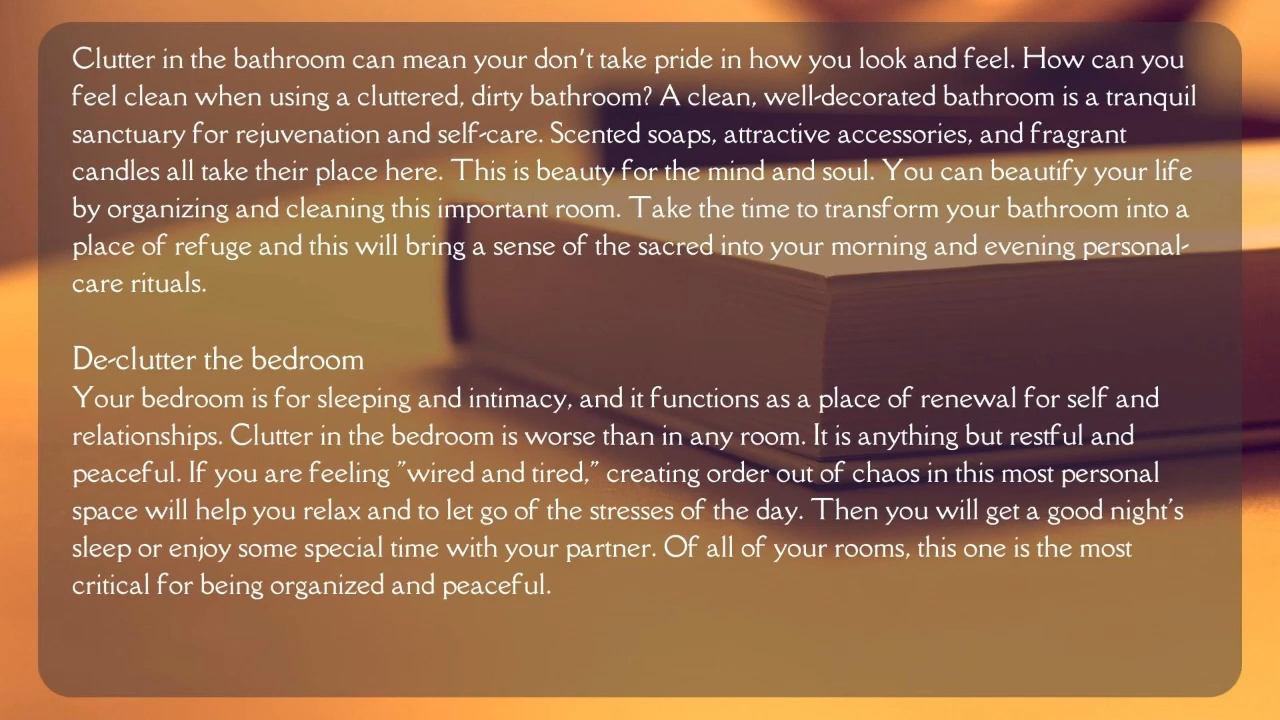 Clutter in the bathroom can mean your don't take pride in how you look and feel. How can you
feel clean when using a cluttered, dirty bathroom? A clean, well-decorated bathroom is a tranquil
sanctuary for rejuvenation and self-care. Scented soaps, attractive accessories, and fragrant
candles all take their place here. This is beauty for the mind and soul. You can beautify your life
by organizing and cleaning this important room. Take the time to transform your bathroom into a
place of refuge and this will bring a sense of the sacred into your morning and evening personal-
care rituals.
De-clutter the bedroom
Your bedroom is for sleeping and intimacy, and it functions as a place of renewal for self and
relationships. Clutter in the bedroom is worse than in any room. It is anything but restful and
peaceful. If you are feeling "wired and tired," creating order out of chaos in this most personal
space will help you relax and to let go of the stresses of the day. Then you will get a good night's
sleep or enjoy some special time with your partner. Of all of your rooms, this one is the most
critical for being organized and peaceful.